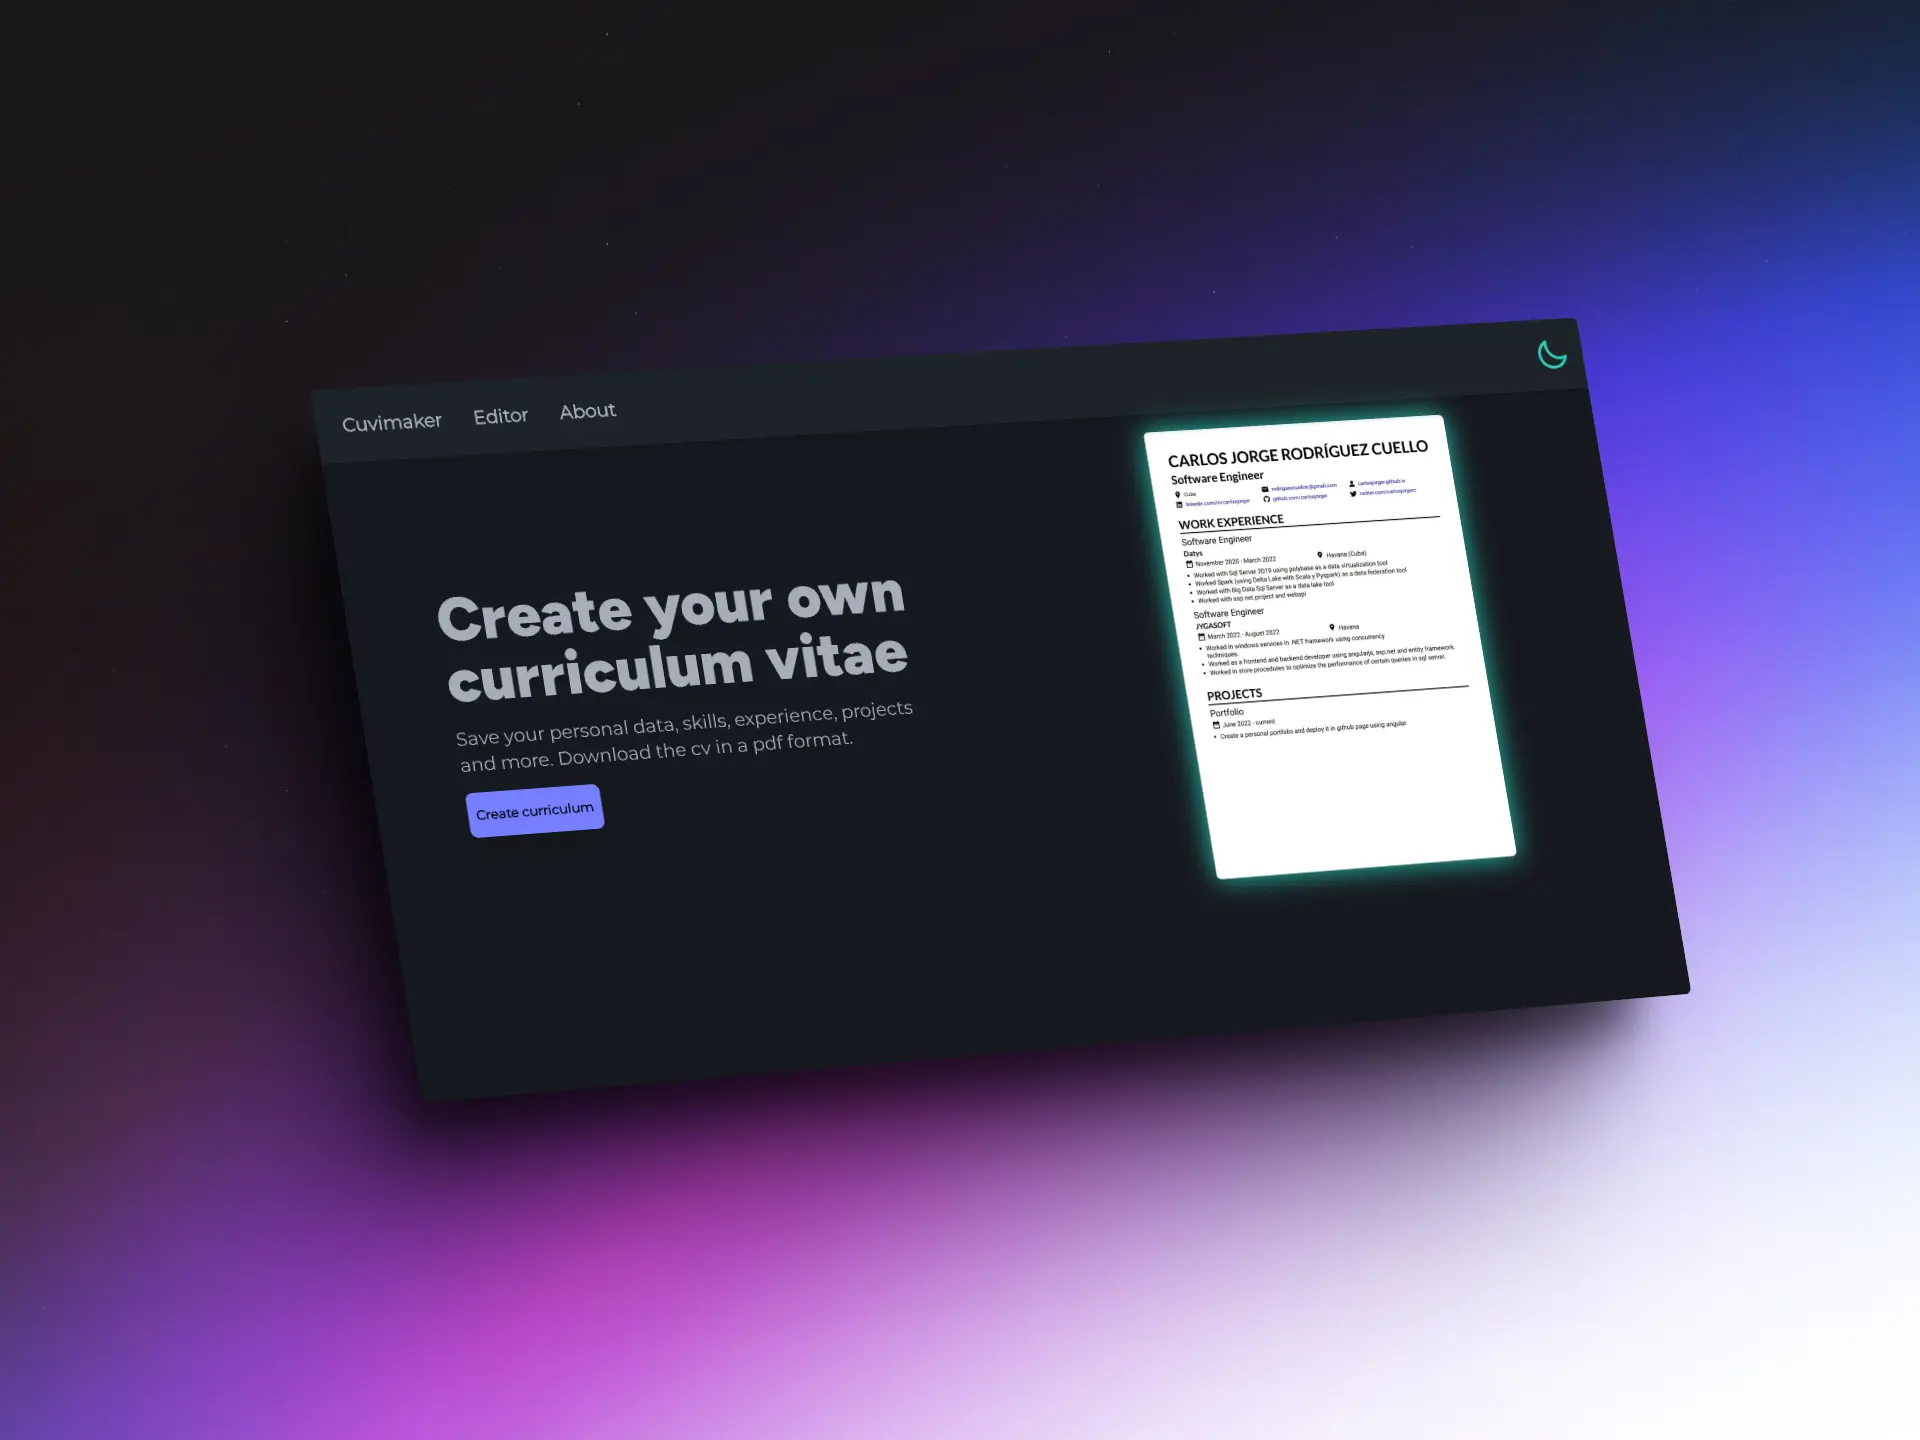 Cuvimaker Editor About
Create your own
curriculum vitae
Save your personal data, skills, experience, projects
and more. Download the cv in a pdf format.
Create curriculum
CARLOS JORGE RODRÍGUEZ CUELLO
Software Engineer
Cuba
carlosjorger.github.io
github.com/carlosjorger
WORK EXPERIENCE
Software Engineer
Datys
November 2020 - March 2022 Havana (Cuba)
• Worked with Sql Server 2019 using polybase as a data virtualization tool
• Worked Spark (using Delta Lake with Scala y Pyspark) as a data federation tool
• Worked with Big Data Sql Server as a data lake tool
• Worked with asp.net project and webapi
Software Engineer
JYGASOFT
March 2022 - August 2022 Havana
• Worked in windows services in .NET framework using concurrency
techniques.
• Worked as a frontend and backend developer using angularjs, asp.net and entity framework.
• Worked in store procedures to optimize the performance of certain queries in sql server.
PROJECTS
Portfolio
June 2022 - current
• Create a personal portfolio and deploy it in github page using angular